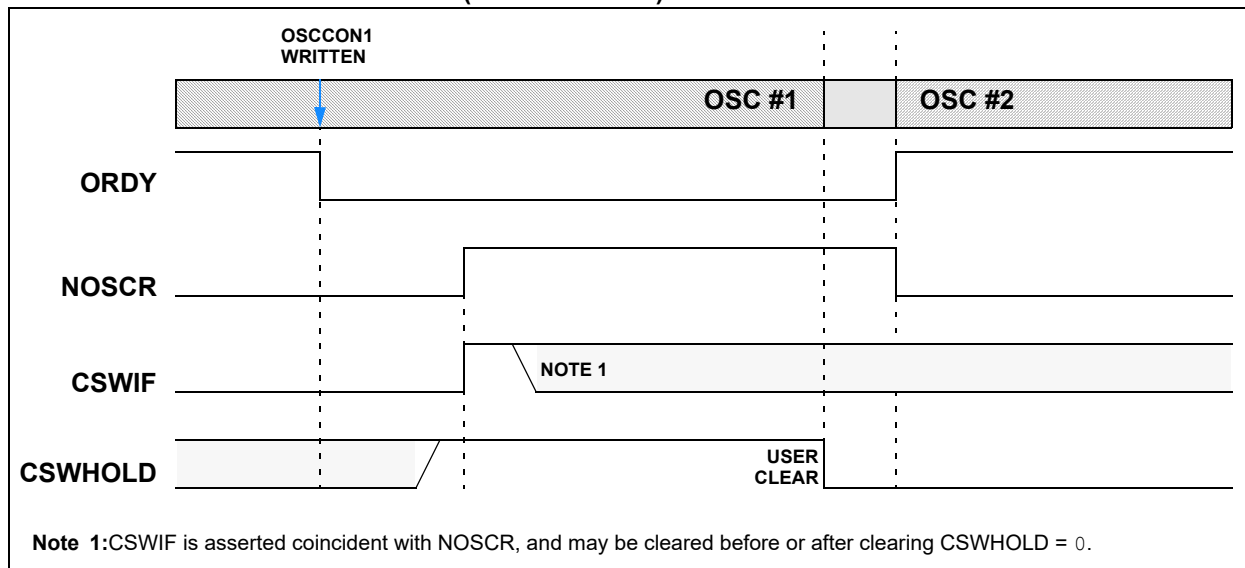 OSCCON1
WRITTEN
OSC #1
OSC #2
ORDY
NOSCR
CSWIF
NOTE 1
CSWHOLD
USER
CLEAR
Note 1:CSWIF is asserted coincident with NOSCR, and may be cleared before or after clearing CSWHOLD = 0.